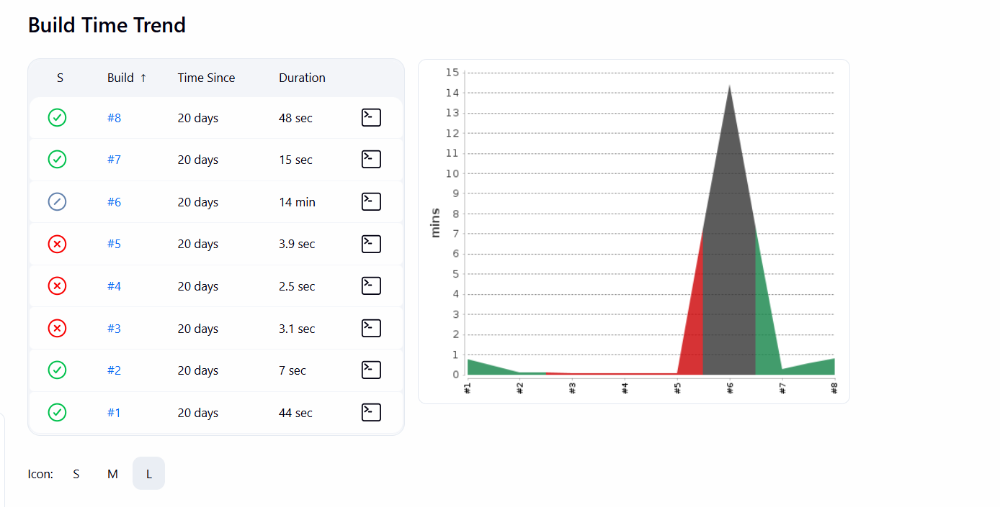 Build Time Trend
S Build ↑ Time Since Duration
#8 20 days 48 sec
#7 20 days 15 sec
#6 20 days 14 min
#5 20 days 3.9 sec
#4 20 days 2.5 sec
#3 20 days 3.1 sec
#2 20 days 7 sec
#1 20 days 44 sec
Icon: S M L
mins
15
14
13
12
11
10
9
8
7
6
5
4
3
2
1
0
#1 #2 #3 #4 #5 #6 #7 #8